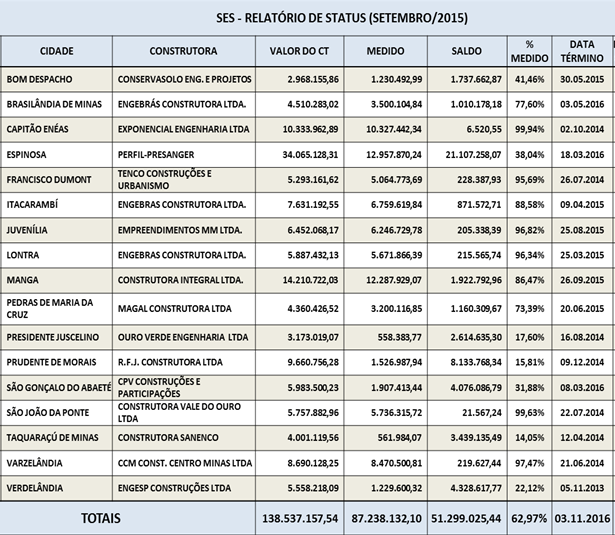 SES - RELATÓRIO DE STATUS (SETEMBRO/2015)
CIDADE CONSTRUTORA VALOR DO CT MEDIDO SALDO % MEDIDO DATA TÉRMINO
BOM DESPACHO CONSERVASOLO ENG. E PROJETOS 2.968.155,86 1.230.492,99 1.737.662,87 41,46% 30.05.2015
BRASILÂNDIA DE MINAS ENGEBRÁS CONSTRUTORA LTDA. 4.510.283,02 3.500.104,84 1.010.178,18 77,60% 03.05.2016
CAPITÃO ENÉAS EXPONENCIAL ENGENHARIA LTDA 10.333.962,89 10.327.442,34 6.520,55 99,94% 02.10.2014
ESPINOSA PERFIL-PRESANGER 34.065.128,31 12.957.870,24 21.107.258,07 38,04% 18.03.2016
FRANCISCO DUMONT TENCO CONSTRUÇÕES E URBANISMO 5.293.161,62 5.064.773,69 228.387,93 95,69% 26.07.2014
ITACARAMBÍ ENGEBRAS CONSTRUTORA LTDA. 7.631.192,55 6.759.619,84 871.572,71 88,58% 09.04.2015
JUVENÍLIA EMPREENDIMENTOS MM LTDA. 6.452.068,17 6.246.729,78 205.338,39 96,82% 25.08.2015
LONTRA ENGEBRAS CONSTRUTORA LTDA. 5.887.432,13 5.671.866,39 215.565,74 96,34% 25.03.2015
MANGA CONSTRUTORA INTEGRAL LTDA. 14.210.722,03 12.287.929,07 1.922.792,96 86,47% 26.09.2015
PEDRAS DE MARIA DA CRUZ MAGAL CONSTRUTORA LTDA 4.360.426,52 3.200.116,85 1.160.309,67 73,39% 20.06.2015
PRESIDENTE JUSCELINO OURO VERDE ENGENHARIA LTDA 3.173.019,07 558.383,77 2.614.635,30 17,60% 16.08.2014
PRUDENTE DE MORAIS R.F.J. CONSTRUTORA LTDA 9.660.756,28 1.526.987,94 8.133.768,34 15,81% 09.12.2014
SÃO GONÇALO DO ABAETÉ CPV CONSTRUÇÕES E PARTICIPAÇÕES 5.983.500,23 1.907.413,44 4.076.086,79 31,88% 08.03.2016
SÃO JOÃO DA PONTE CONSTRUTORA VALE DO OURO LTDA 5.757.882,96 5.736.315,72 21.567,24 99,63% 22.07.2014
TAQUARAÇÚ DE MINAS CONSTRUTORA SANENCO 4.001.119,56 561.984,07 3.439.135,49 14,05% 12.04.2014
VARZELÂNDIA CCM CONST. CENTRO MINAS LTDA 8.690.128,25 8.470.500,81 219.627,44 97,47% 21.06.2014
VERDELÂNDIA ENGESP CONSTRUÇÕES LTDA 5.558.218,09 1.229.600,32 4.328.617,77 22,12% 05.11.2013
TOTAIS 138.537.157,54 87.238.132,10 51.299.025,44 62,97% 03.11.2016